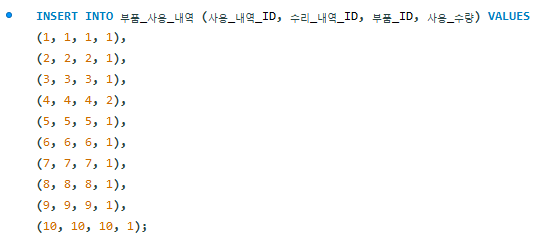 INSERT INTO 부품_사용_내역 (사용_내역_ID, 수리_내역_ID, 부품_ID, 사용_수량) VALUES
(1, 1, 1, 1),
(2, 2, 2, 1),
(3, 3, 3, 1),
(4, 4, 4, 2),
(5, 5, 5, 1),
(6, 6, 6, 1),
(7, 7, 7, 1),
(8, 8, 8, 1),
(9, 9, 9, 1),
(10, 10, 10, 1);